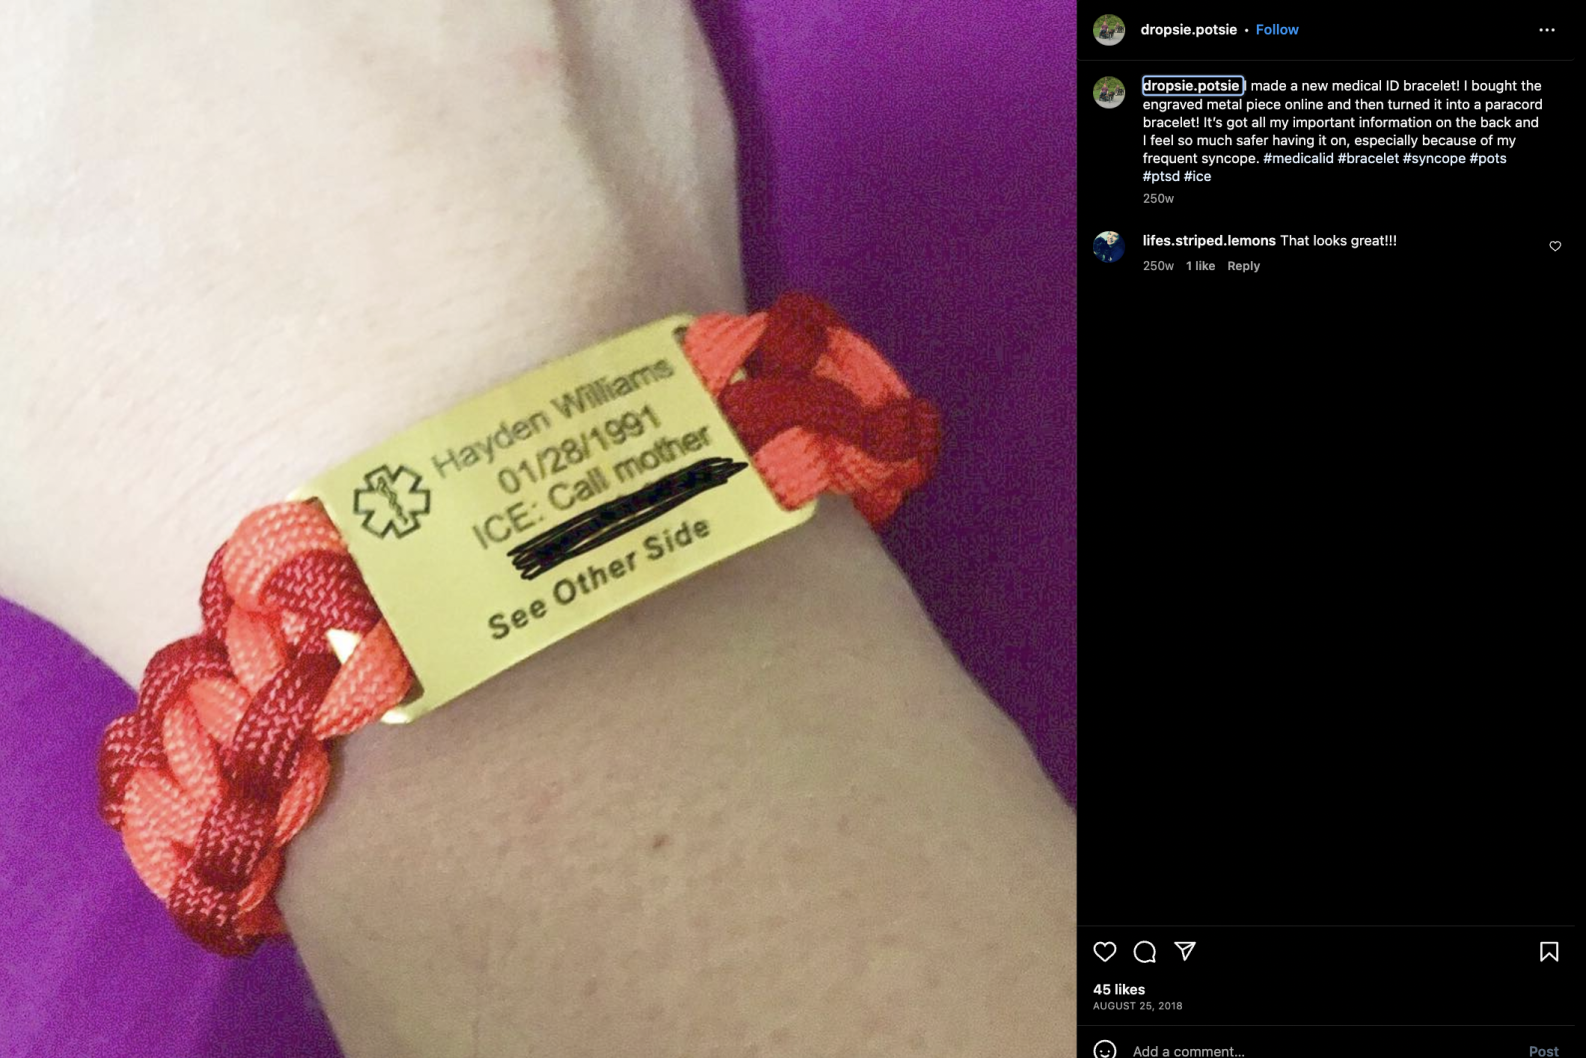 Hayden Williams
01/28/1991
ICE: Call mother
See Other Side
dropsie.potsie • Follow
dropsie.potsie I made a new medical ID bracelet! I bought the
engraved metal piece online and then turned it into a paracord
bracelet! It's got all my important information on the back and
I feel so much safer having it on, especially because of my
frequent syncope. #medicalid #bracelet #syncope #pots
#ptsd #ice
250w
lifes.striped.lemons That looks great!!!
250w 1 like Reply
45 likes
AUGUST 25, 2018
Add a comment...
Post